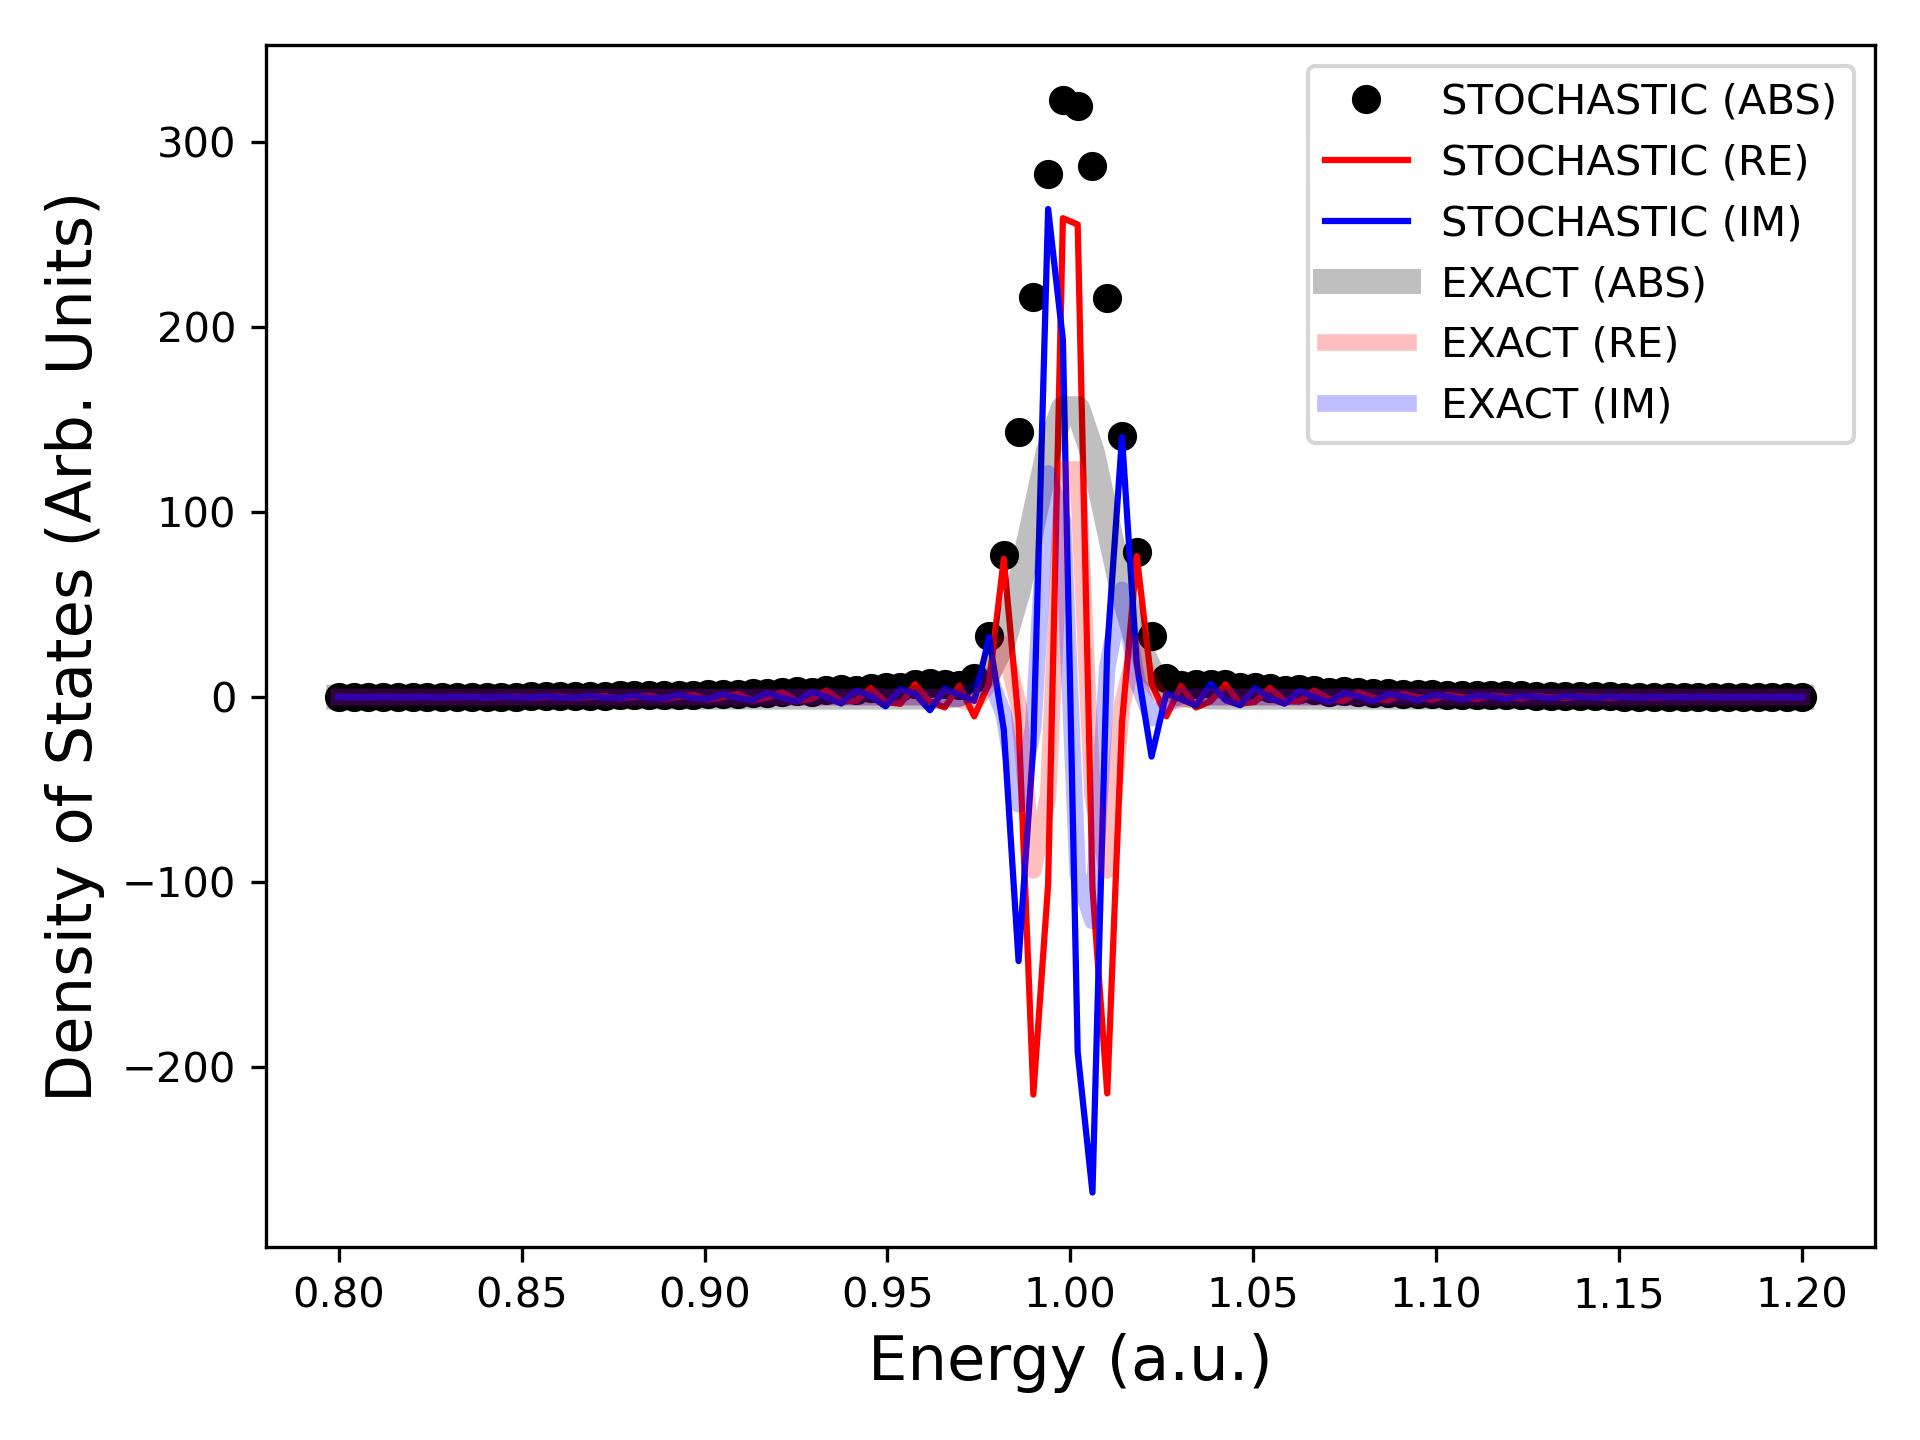 STOCHASTIC (ABS)
STOCHASTIC (RE)
STOCHASTIC (IM)
EXACT (ABS)
EXACT (RE)
EXACT (IM)
Density of States (Arb. Units)
300
200
100
0
−100
−200
0.80 0.85 0.90 0.95 1.00 1.05 1.10 1.15 1.20
Energy (a.u.)